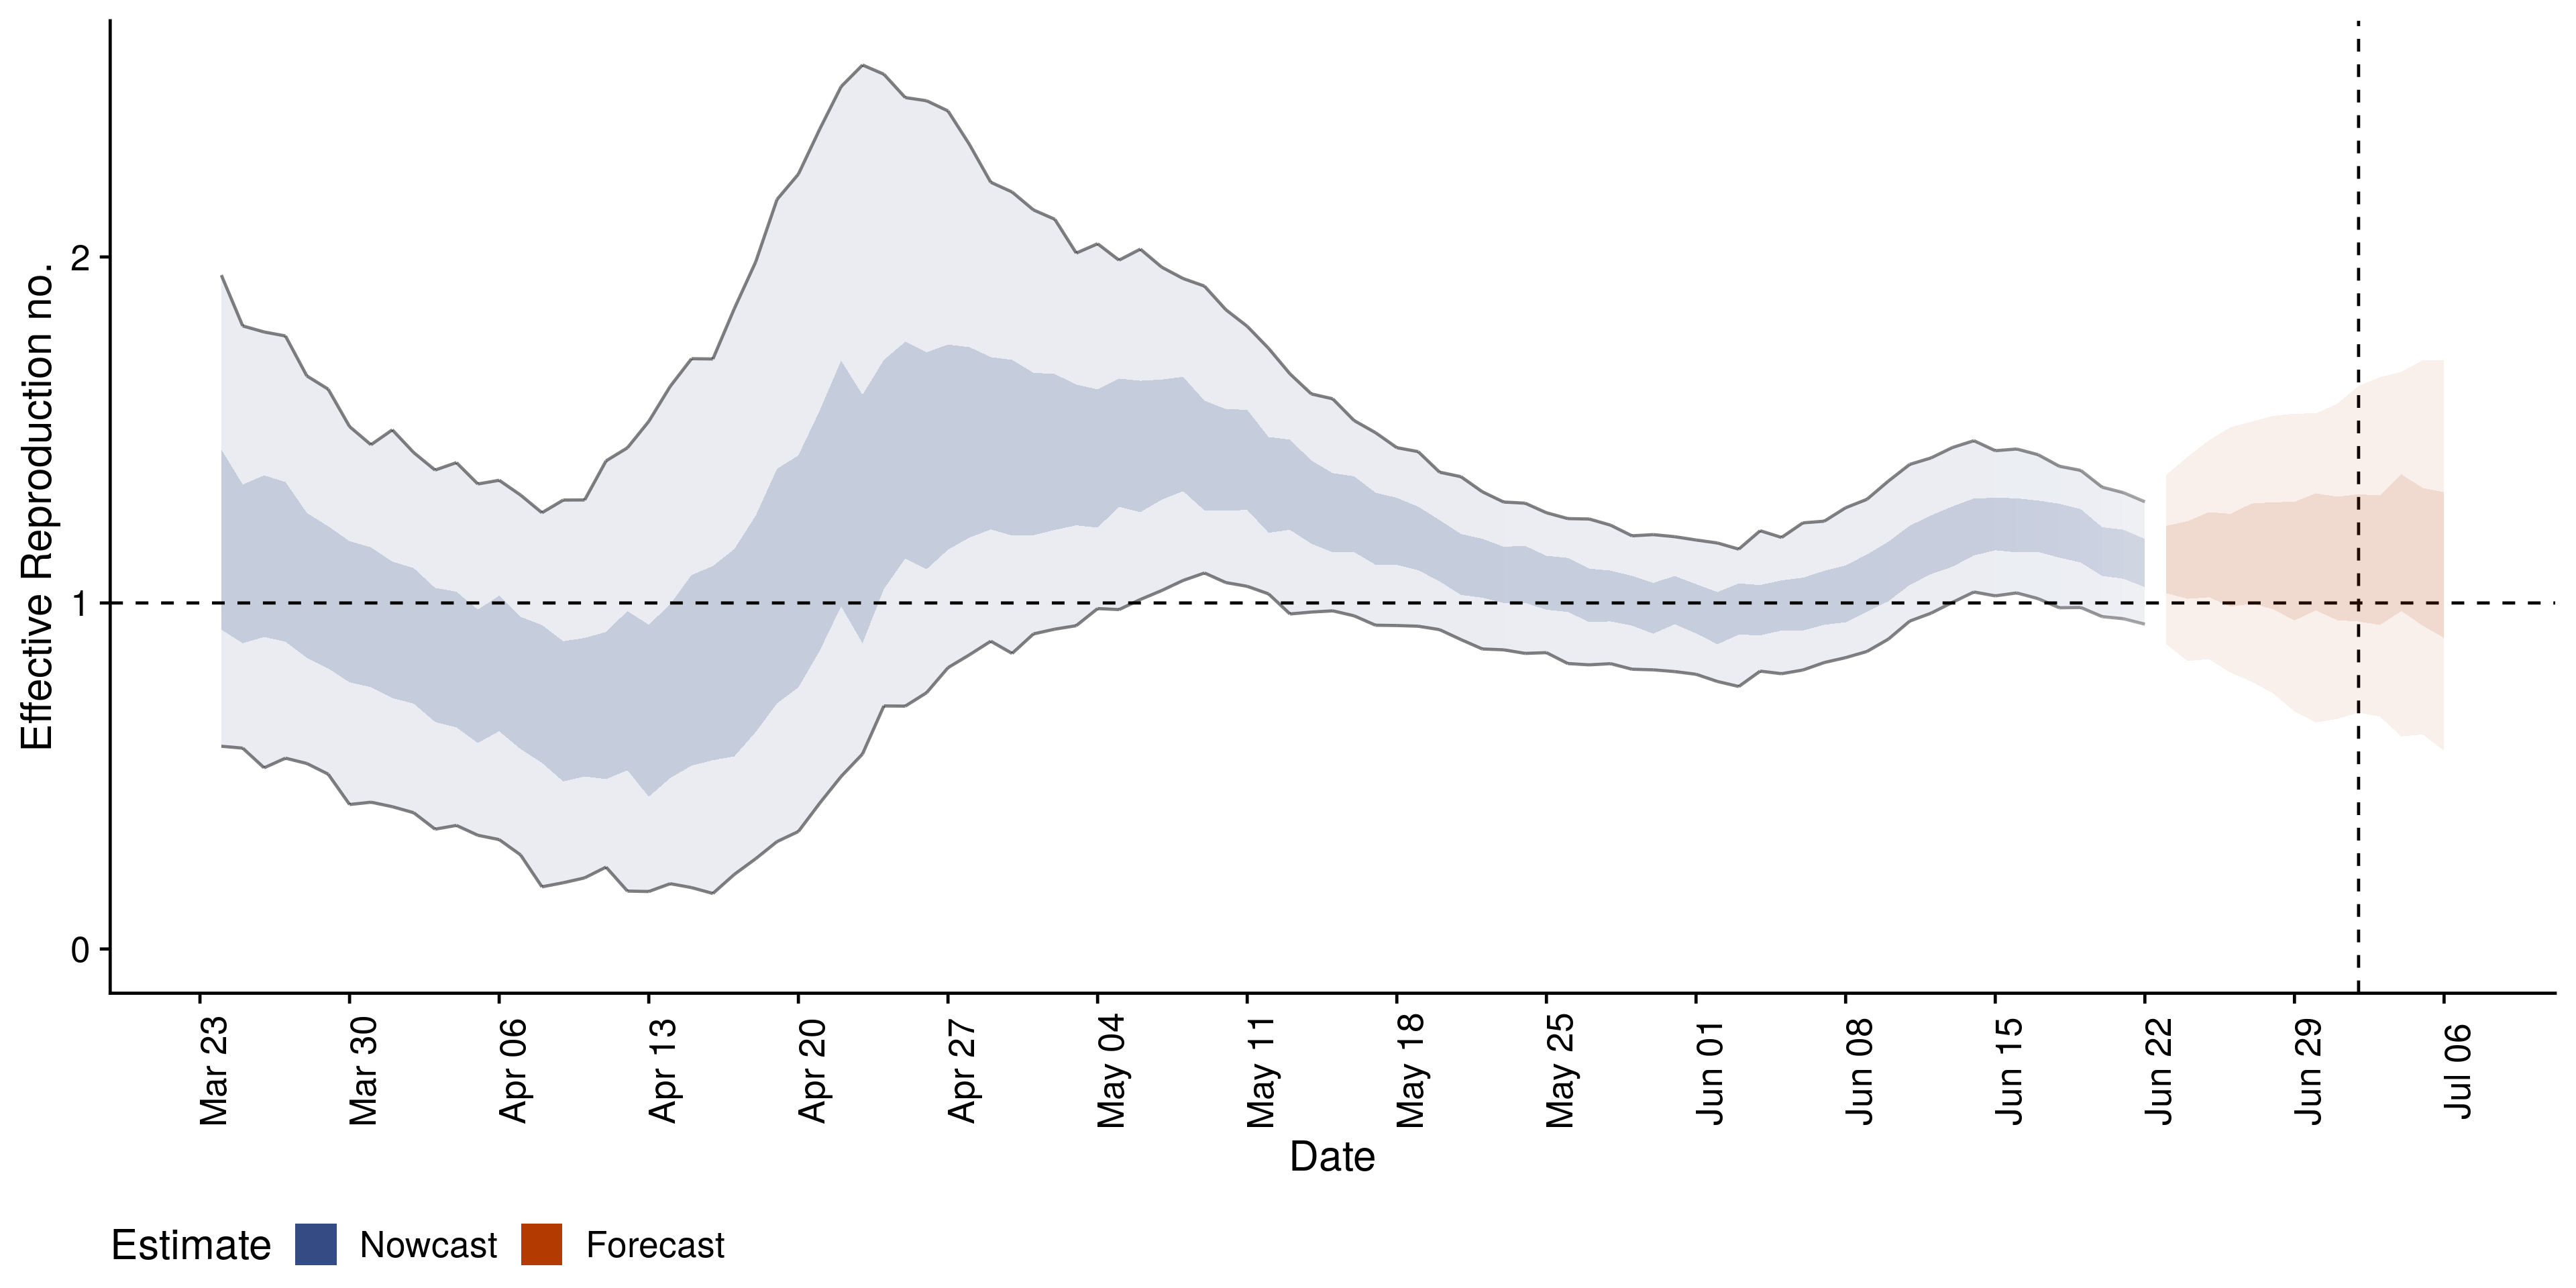 Effective Reproduction no.
2
1
0
Mar 23
Mar 30
Apr 06
Apr 13
Apr 20
Apr 27
May 04
May 11
May 18
May 25
Jun 01
Jun 08
Jun 15
Jun 22
Jun 29
Jul 06
Date
Estimate Nowcast Forecast